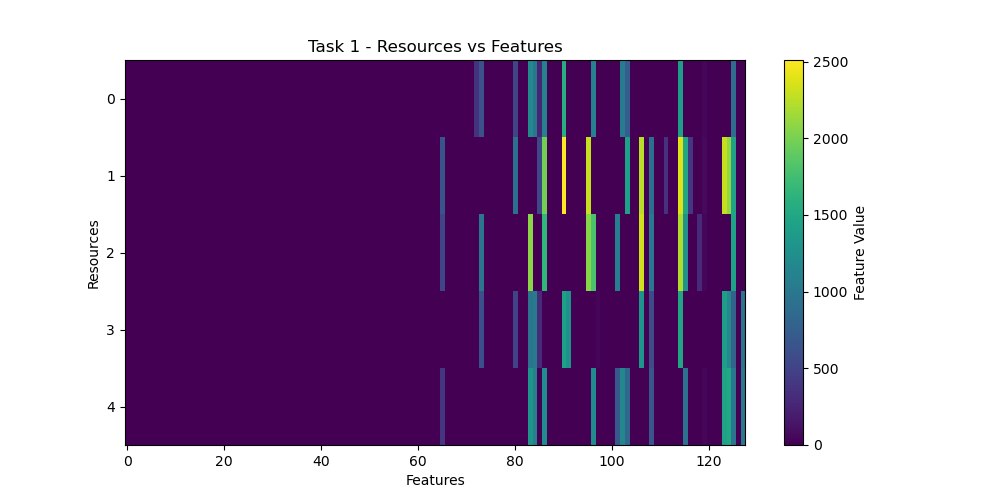 Task 1 - Resources vs Features
Resources
0
1
2
3
4
0 20 40 60 80 100 120
Features
2500
2000
1500
1000
500
0
Feature Value